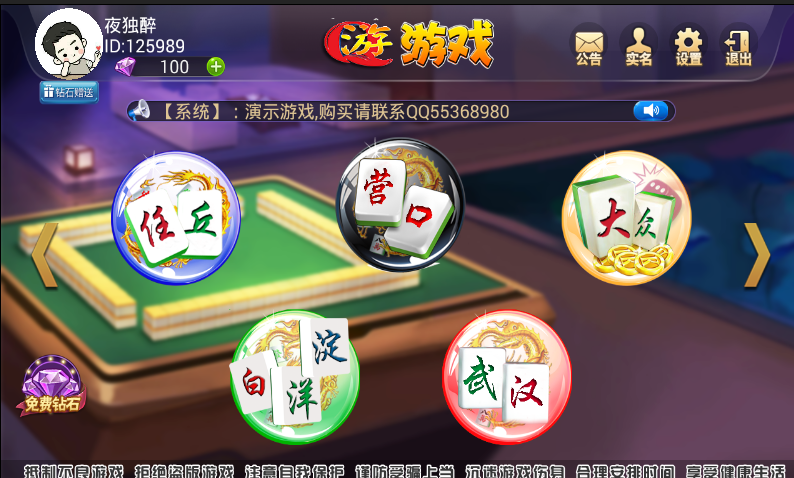 夜独醉
ID:125989
100
钻石赠送
游游戏
公告 实名 设置 退出
【系统】 : 演示游戏,购买请联系QQ55368980
任丘
营口
大众
白洋淀
武汉
免费钻石
抵制不良游戏 拒绝盗版游戏 注意自我保护 谨防受骗上当 沉迷游戏伤身 合理安排时间 享受健康生活